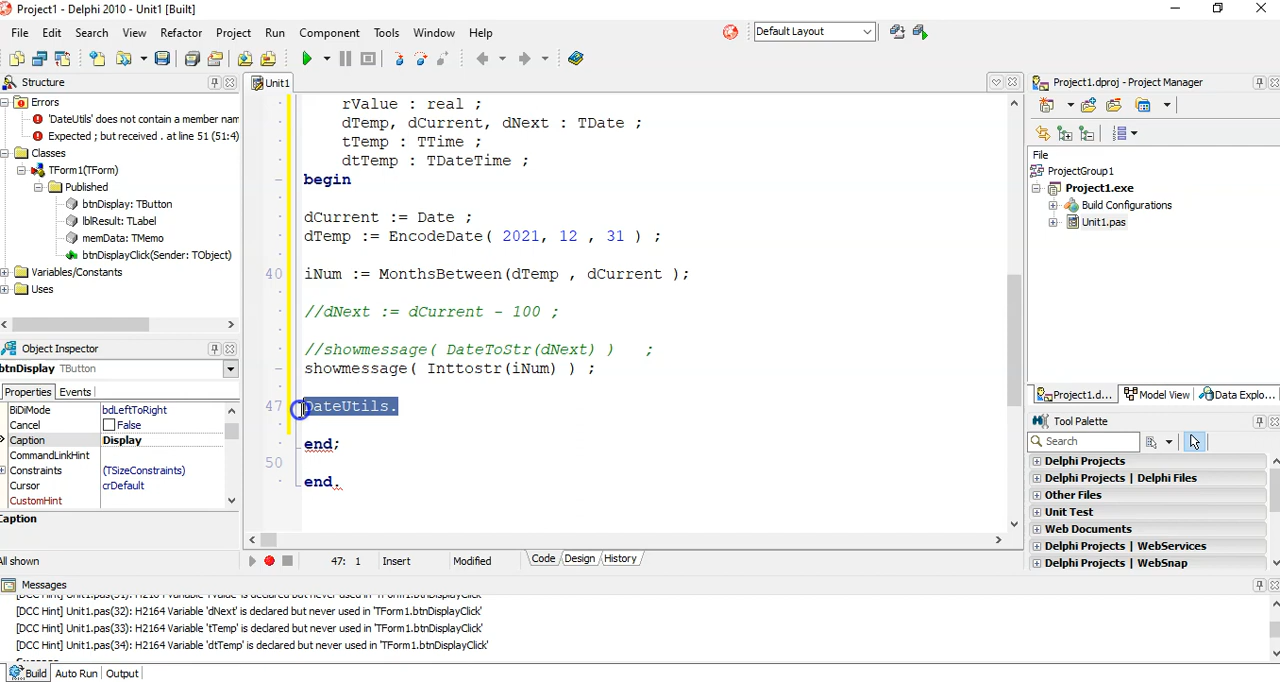 Project1 - Delphi 2010 - Unit1 [Built]
File Edit Search View Refactor Project Run Component Tools Window Help
Default Layout
Structure
Errors
'DateUtils' does not contain a member nam
Expected ; but received . at line 51 (51:4)
Classes
TForm1(TForm)
Published
btnDisplay: TButton
lblResult: TLabel
memData: TMemo
btnDisplayClick(Sender: TObject)
Variables/Constants
Uses
Object Inspector
btnDisplay TButton
Properties Events
BiDiMode bdLeftToRight
Cancel False
Caption Display
CommandLinkHint
Constraints (TSizeConstraints)
Cursor crDefault
CustomHint
Caption
All shown
Unit1
rValue : real ;
dTemp, dCurrent, dNext : TDate ;
tTemp : TTime ;
dtTemp : TDateTime ;
begin
dCurrent := Date ;
dTemp := EncodeDate( 2021, 12 , 31 ) ;
40 iNum := MonthsBetween(dTemp , dCurrent );
//dNext := dCurrent - 100 ;
//showmessage( DateToStr(dNext) ) ;
showmessage( Inttostr(iNum) ) ;
47 DateUtils.
end;
50
end.
47: 1 Insert Modified Code Design History
Project1.dproj - Project Manager
File
ProjectGroup1
Project1.exe
Build Configurations
Unit1.pas
Project1.d... Model View Data Explo...
Tool Palette
Search
Delphi Projects
Delphi Projects | Delphi Files
Other Files
Unit Test
Web Documents
Delphi Projects | WebServices
Delphi Projects | WebSnap
Messages
[DCC Hint] Unit1.pas(32): H2164 Variable 'dNext' is declared but never used in 'TForm1.btnDisplayClick'
[DCC Hint] Unit1.pas(33): H2164 Variable 'tTemp' is declared but never used in 'TForm1.btnDisplayClick'
[DCC Hint] Unit1.pas(34): H2164 Variable 'dtTemp' is declared but never used in 'TForm1.btnDisplayClick'
Build Auto Run Output